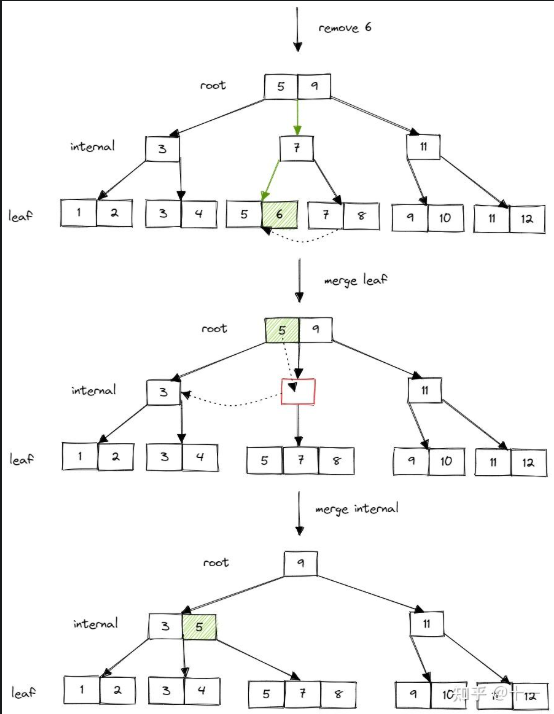 remove 6
root 5 9
internal 3 7 11
leaf 1 2 3 4 5 6 7 8 9 10 11 12
merge leaf
root 5 9
internal 3 11
leaf 1 2 3 4 5 7 8 9 10 11 12
merge internal
root 9
internal 3 5 11
leaf 1 2 3 4 5 7 8 9 10 11 12
知乎 @十一